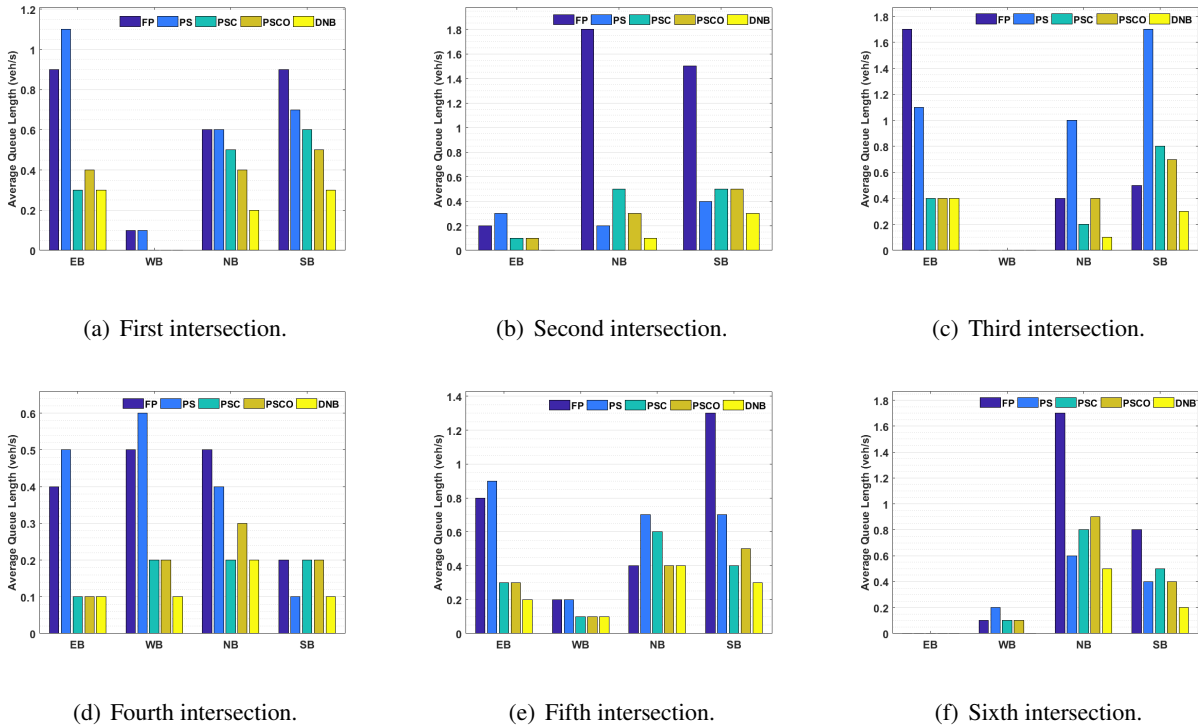 FP PS PSC PSCO DNB
Average Queue Length (veh/s)
1.2
1
0.8
0.6
0.4
0.2
0
EB WB NB SB
(a) First intersection.
FP PS PSC PSCO DNB
Average Queue Length (veh/s)
1.8
1.6
1.4
1.2
1
0.8
0.6
0.4
0.2
0
EB NB SB
(b) Second intersection.
FP PS PSC PSCO DNB
Average Queue Length (veh/s)
1.8
1.6
1.4
1.2
1
0.8
0.6
0.4
0.2
0
EB WB NB SB
(c) Third intersection.
FP PS PSC PSCO DNB
Average Queue Length (veh/s)
0.6
0.5
0.4
0.3
0.2
0.1
0
EB WB NB SB
(d) Fourth intersection.
FP PS PSC PSCO DNB
Average Queue Length (veh/s)
1.4
1.2
1
0.8
0.6
0.4
0.2
0
EB WB NB SB
(e) Fifth intersection.
FP PS PSC PSCO DNB
Average Queue Length (veh/s)
1.8
1.6
1.4
1.2
1
0.8
0.6
0.4
0.2
0
EB WB NB SB
(f) Sixth intersection.